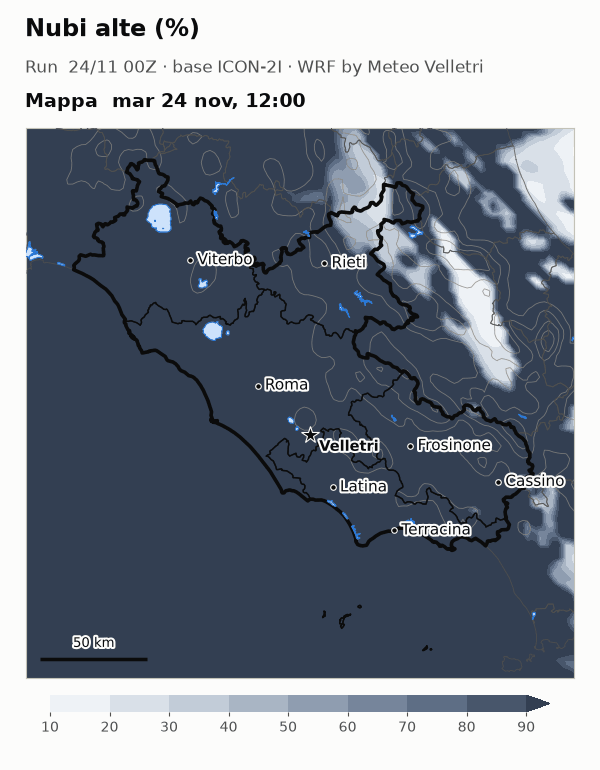 Nubi alte (%)
Run 24/11 00Z · base ICON-2I · WRF by Meteo Velletri
Mappa mar 24 nov, 12:00
Viterbo
Rieti
Roma
Velletri
Frosinone
Cassino
Latina
Terracina
50 km
10 20 30 40 50 60 70 80 90